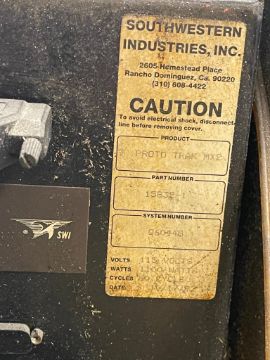 SOUTHWESTERN
INDUSTRIES, INC.
2605 Homestead Place
Rancho Dominguez, Ca. 90220
(310) 608-4422
CAUTION
To avoid electrical shock, disconnect
line before removing cover.
PRODUCT
PROTO TRAK MX2
PART NUMBER
SYSTEM NUMBER
SWI
VOLTS 115 VOLTS
WATTS
CYCLES
DATE